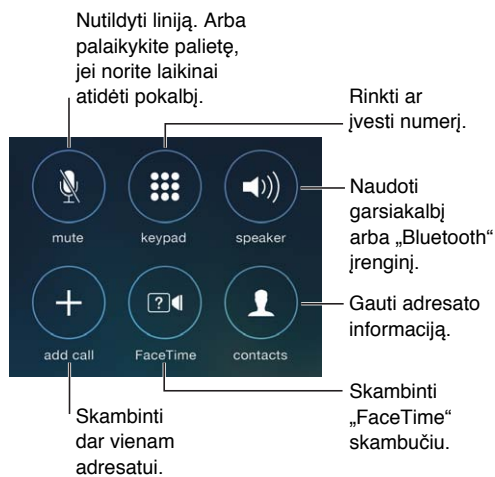 Nutildyti liniją. Arba
palaikykite palietę,
jei norite laikinai
atidėti pokalbį.
Rinkti ar
įvesti numerį.
mute
keypad
speaker
Naudoti
garsiakalbį
arba „Bluetooth“
įrenginį.
?
add call
FaceTime
contacts
Gauti adresato
informaciją.
Skambinti
dar vienam
adresatui.
Skambinti
„FaceTime“
skambučiu.